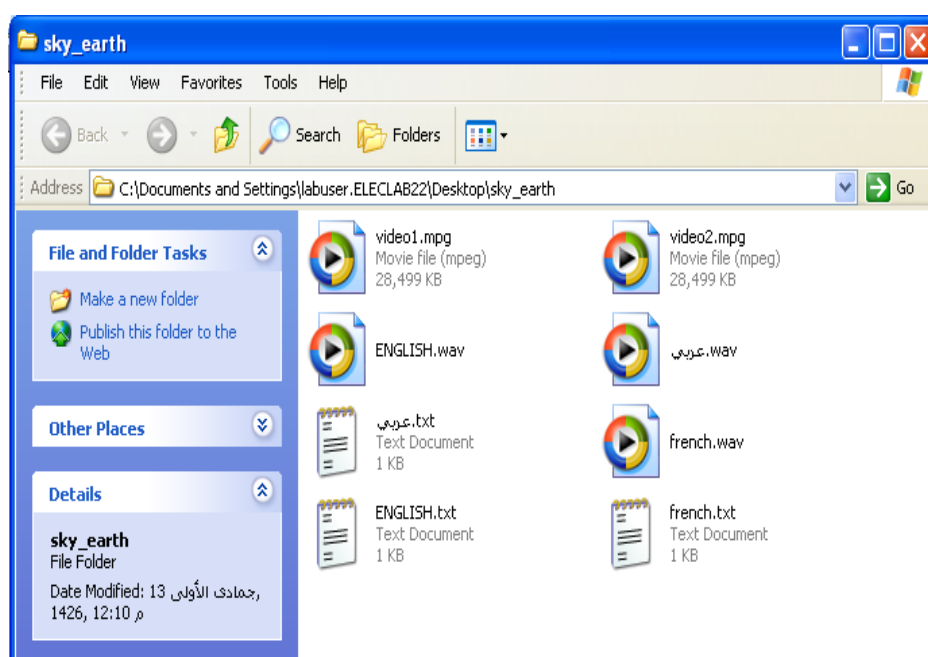 sky_earth
File Edit View Favorites Tools Help
Back Search Folders
Address C:\Documents and Settings\labuser.ELECLAB22\Desktop\sky_earth Go
File and Folder Tasks
Make a new folder
Publish this folder to the
Web
Other Places
Details
sky_earth
File Folder
Date Modified: 13 جمادى الأولى,
1426, 12:10 م
video1.mpg
Movie file (mpeg)
28,499 KB
video2.mpg
Movie file (mpeg)
28,499 KB
ENGLISH.wav
عربي.wav
عربي.txt
Text Document
1 KB
french.wav
ENGLISH.txt
Text Document
1 KB
french.txt
Text Document
1 KB